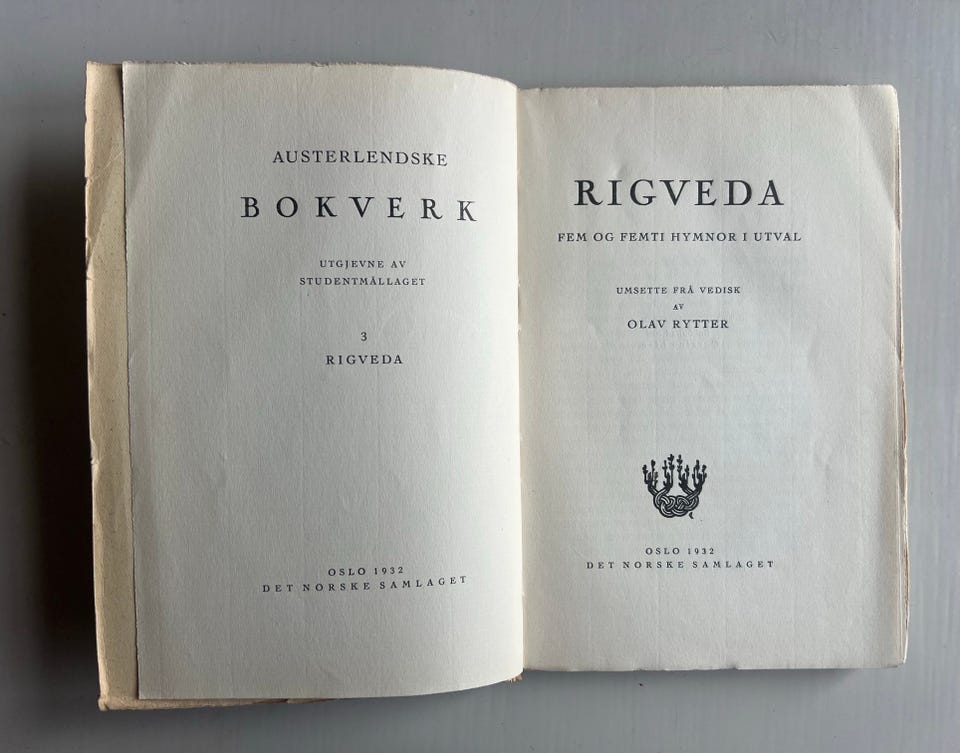 AUSTERLENDSKE
BOKVERK
UTGJEVNE AV
STUDENTMÅLLAGET
3
RIGVEDA
OSLO 1932
DET NORSKE SAMLAGET
RIGVEDA
FEM OG FEMTI HYMNOR I UTVAL
UMSETTE FRÅ VEDISK
AV
OLAV RYTTER
OSLO 1932
DET NORSKE SAMLAGET